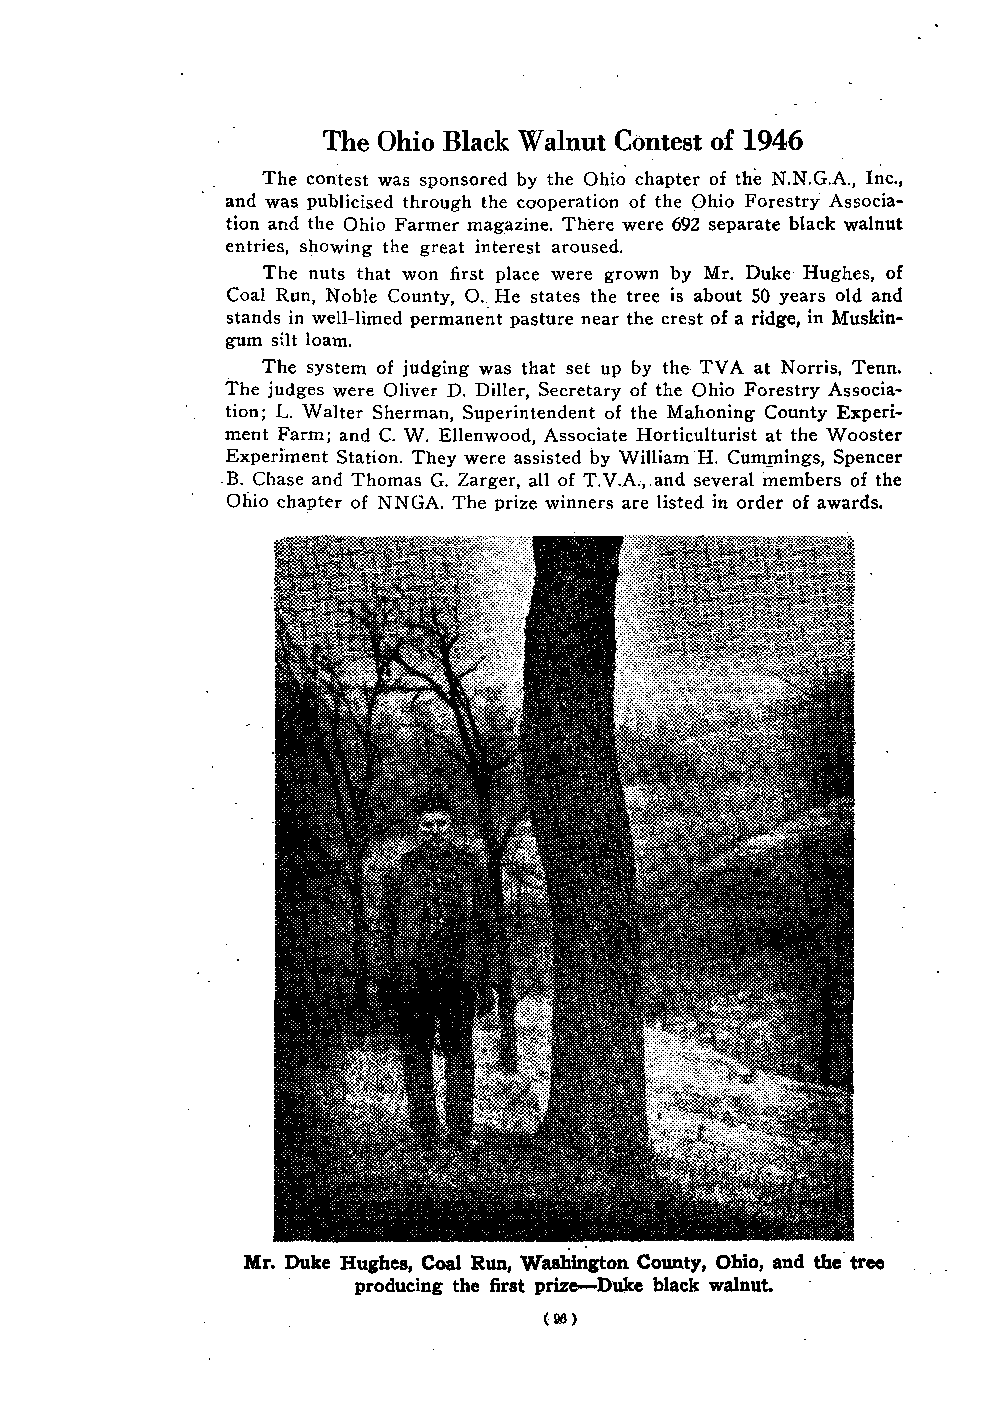 The Ohio Black Walnut Contest of 1946
The contest was sponsored by the Ohio chapter of the N.N.G.A., Inc.,
and was publicised through the cooperation of the Ohio Forestry Associa-
tion and the Ohio Farmer magazine. There were 692 separate black walnut
entries, showing the great interest aroused.
The nuts that won first place were grown by Mr. Duke Hughes, of
Coal Run, Noble County, O. He states the tree is about 50 years old and
stands in well-limed permanent pasture near the crest of a ridge, in Muskin-
gum silt loam.
The system of judging was that set up by the TVA at Norris, Tenn.
The judges were Oliver D. Diller, Secretary of the Ohio Forestry Associa-
tion; L. Walter Sherman, Superintendent of the Mahoning County Experi-
ment Farm; and C. W. Ellenwood, Associate Horticulturist at the Wooster
Experiment Station. They were assisted by William H. Cummings, Spencer
B. Chase and Thomas G. Zarger, all of T.V.A., and several members of the
Ohio chapter of NNGA. The prize winners are listed in order of awards.
Mr. Duke Hughes, Coal Run, Washington County, Ohio, and the tree
producing the first prize—Duke black walnut.
(96)